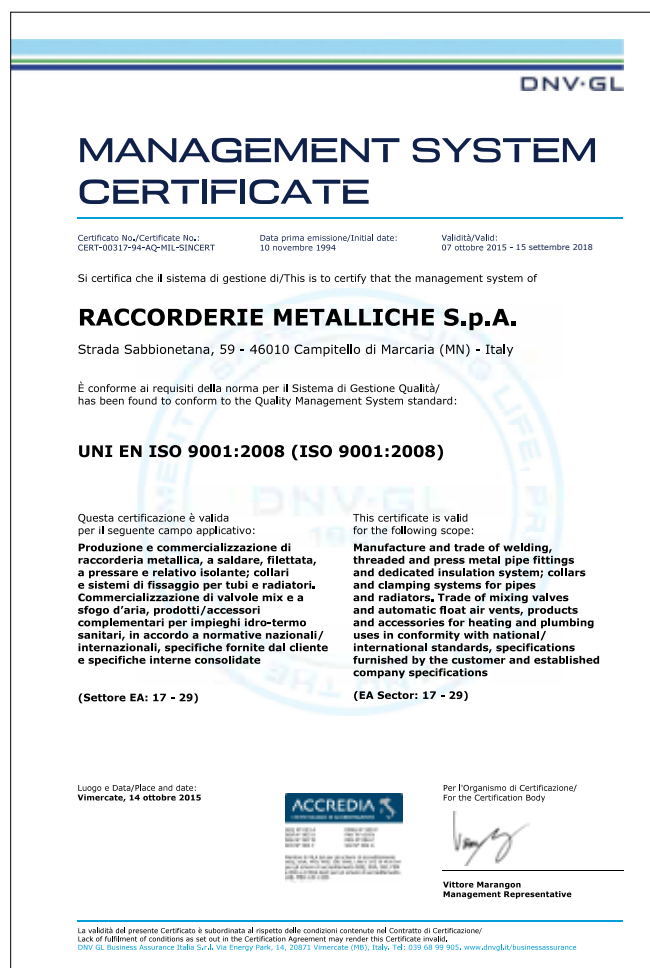 DNV·GL
MANAGEMENT SYSTEM
CERTIFICATE
Certificato No./Certificate No.:
CERT-00317-94-AQ-MIL-SINCERT
Data prima emissione/Initial date:
10 novembre 1994
Validità/Valid:
07 ottobre 2015 - 15 settembre 2018
Si certifica che il sistema di gestione di/This is to certify that the management system of
RACCORDERIE METALLICHE S.p.A.
Strada Sabbionetana, 59 - 46010 Campitello di Marcaria (MN) - Italy
È conforme ai requisiti della norma per il Sistema di Gestione Qualità/
has been found to conform to the Quality Management System standard:
UNI EN ISO 9001:2008 (ISO 9001:2008)
DNV·GL
Questa certificazione è valida
per il seguente campo applicativo:
Produzione e commercializzazione di
raccorderia metallica, a saldare, filettata,
a pressare e relativo isolante; collari
e sistemi di fissaggio per tubi e radiatori.
Commercializzazione di valvole mix e a
sfogo d'aria, prodotti/accessori
complementari per impieghi idro-termo
sanitari, in accordo a normative nazionali/
internazionali, specifiche fornite dal cliente
e specifiche interne consolidate
(Settore EA: 17 - 29)
This certificate is valid
for the following scope:
Manufacture and trade of welding,
threaded and press metal pipe fittings
and dedicated insulation system; collars
and clamping systems for pipes
and radiators. Trade of mixing valves
and automatic float air vents, products
and accessories for heating and plumbing
uses in conformity with national/
international standards, specifications
furnished by the customer and established
company specifications
(EA Sector: 17 - 29)
Luogo e Data/Place and date:
Vimercate, 14 ottobre 2015
ACCREDIA
Per l'Organismo di Certificazione/
For the Certification Body
Vittore Marangon
Management Representative
La validità del presente Certificato è subordinata al rispetto delle condizioni contenute nel Contratto di Certificazione/
Lack of fulfilment of conditions as set out in the Certification Agreement may render this Certificate invalid.
DNV GL Business Assurance Italia S.r.l. Via Energy Park, 14, 20871 Vimercate (MB), Italy. Tel: 039 68 99 905. www.dnvgl.it/businessassurance